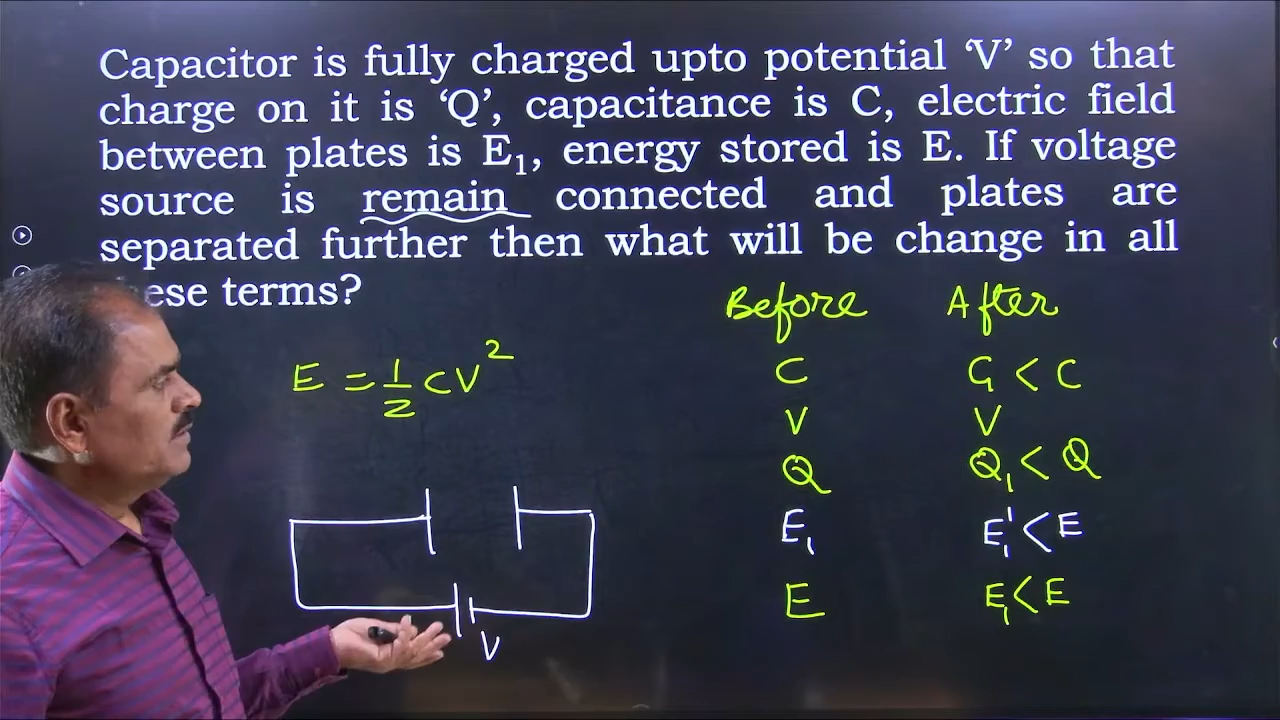 Capacitor is fully charged upto potential ‘V’ so that
charge on it is ‘Q’, capacitance is C, electric field
between plates is E₁, energy stored is E. If voltage
source is remain connected and plates are
separated further then what will be change in all
ese terms?
Before After
E = 1/2 CV²
C C₁ < C
V V
Q Q₁ < Q
E₁ E₁' < E
E E₁ < E
V